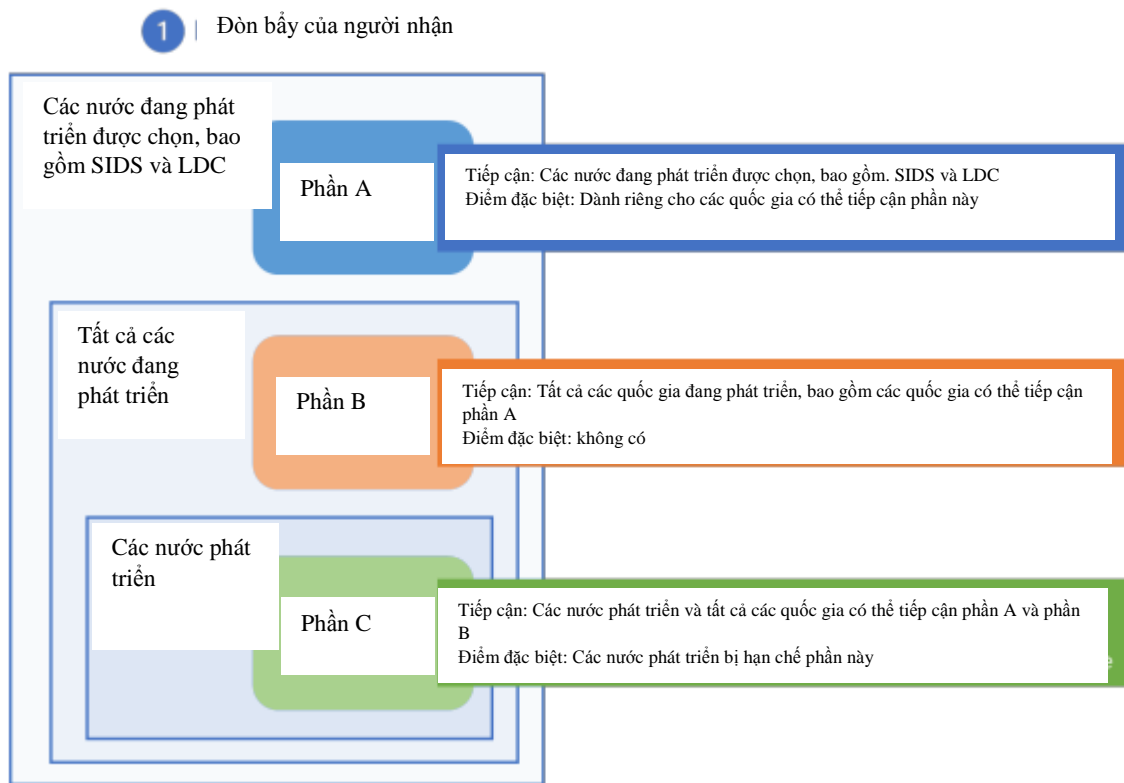 1 | Đòn bẩy của người nhận
Các nước đang phát
triển được chọn, bao
gồm SIDS và LDC
Phần A
Tiếp cận: Các nước đang phát triển được chọn, bao gồm. SIDS và LDC
Điểm đặc biệt: Dành riêng cho các quốc gia có thể tiếp cận phần này
Tất cả các
nước đang
phát triển
Phần B
Tiếp cận: Tất cả các quốc gia đang phát triển, bao gồm các quốc gia có thể tiếp cận
phần A
Điểm đặc biệt: không có
Các nước phát
triển
Phần C
Tiếp cận: Các nước phát triển và tất cả các quốc gia có thể tiếp cận phần A và phần
B
Điểm đặc biệt: Các nước phát triển bị hạn chế phần này
e